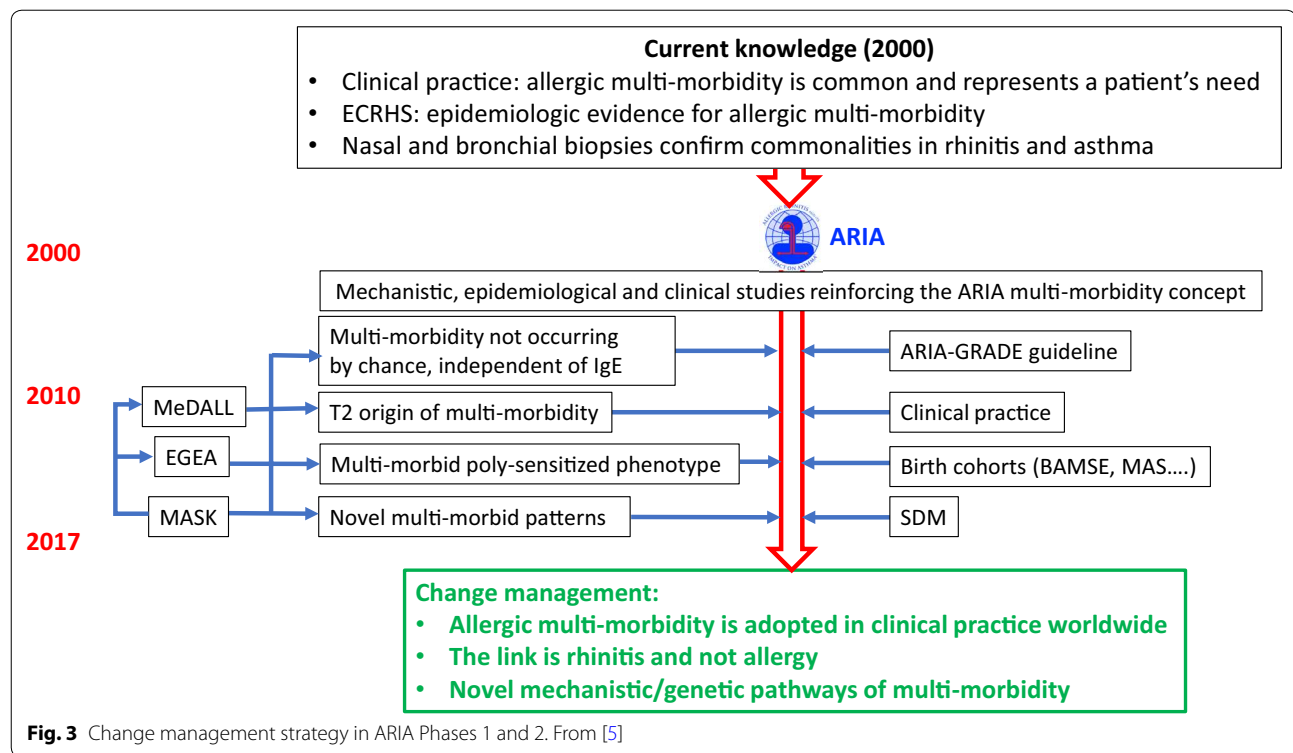 Current knowledge (2000)
• Clinical practice: allergic multi-morbidity is common and represents a patient’s need
• ECRHS: epidemiologic evidence for allergic multi-morbidity
• Nasal and bronchial biopsies confirm commonalities in rhinitis and asthma
ARIA
2000
Mechanistic, epidemiological and clinical studies reinforcing the ARIA multi-morbidity concept
Multi-morbidity not occurring
by chance, independent of IgE
ARIA-GRADE guideline
2010
MeDALL
T2 origin of multi-morbidity
Clinical practice
EGEA
Multi-morbid poly-sensitized phenotype
Birth cohorts (BAMSE, MAS....)
MASK
Novel multi-morbid patterns
SDM
2017
Change management:
• Allergic multi-morbidity is adopted in clinical practice worldwide
• The link is rhinitis and not allergy
• Novel mechanistic/genetic pathways of multi-morbidity
Fig. 3 Change management strategy in ARIA Phases 1 and 2. From [5]